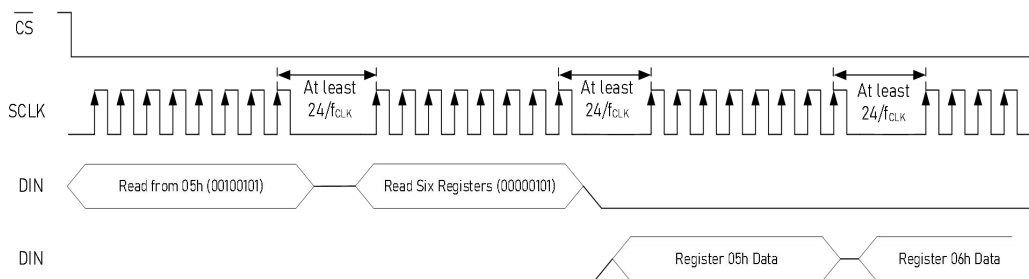 CS
At least
24/fCLK
At least
24/fCLK
At least
24/fCLK
SCLK
DIN
Read from 05h (00100101)
Read Six Registers (00000101)
DIN
Register 05h Data
Register 06h Data